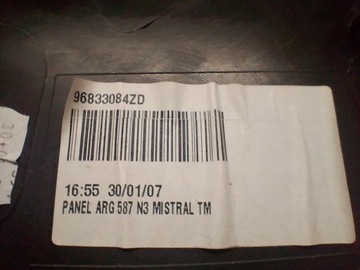 96833084ZD
16:55 30/01/07
PANEL ARG 587 N3 MISTRAL TM